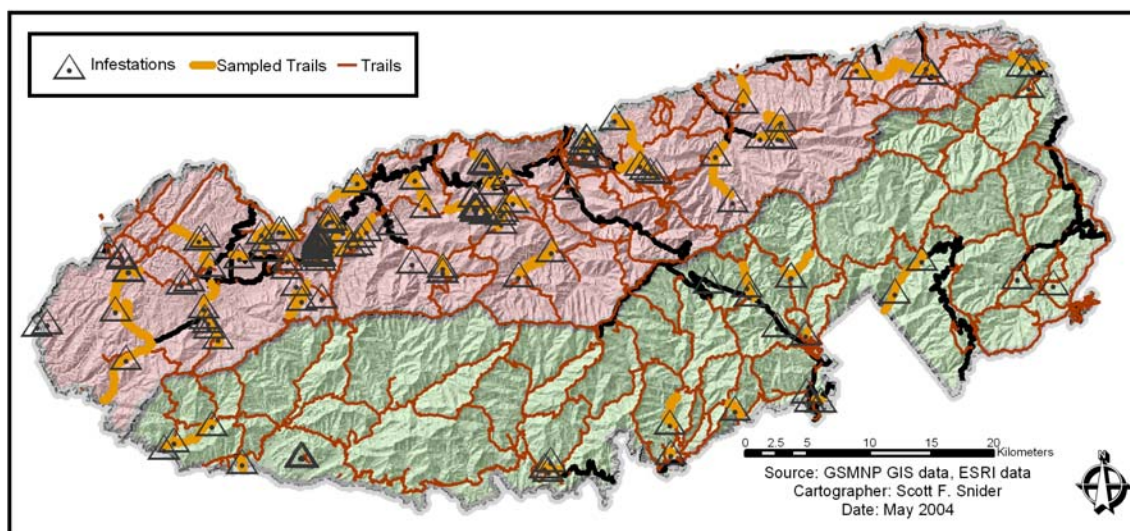 Infestations Sampled Trails Trails
0 2.5 5 10 15 20
Kilometers
Source: GSMNP GIS data, ESRI data
Cartographer: Scott F. Snider
Date: May 2004